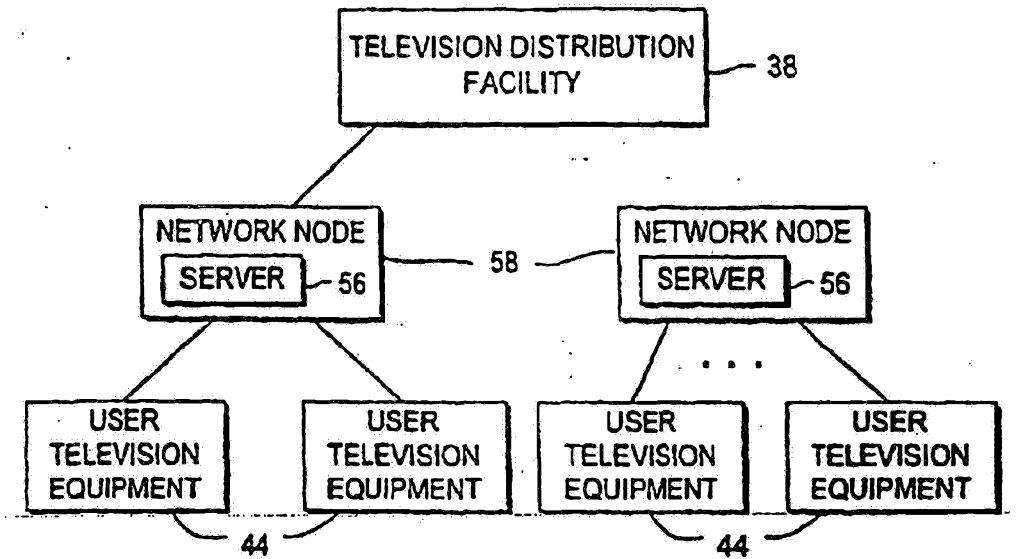 TELEVISION DISTRIBUTION
FACILITY
38
NETWORK NODE
SERVER
56
58
NETWORK NODE
SERVER
56
USER
TELEVISION
EQUIPMENT
USER
TELEVISION
EQUIPMENT
USER
TELEVISION
EQUIPMENT
USER
TELEVISION
EQUIPMENT
44
44